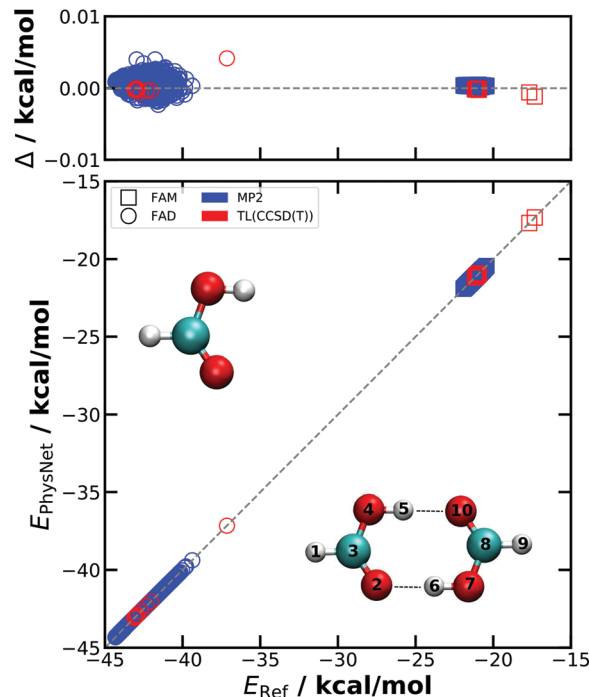 0.01
0.00
−0.01
Δ / kcal/mol
−15
−20
−25
−30
−35
−40
−45
E_PhysNet / kcal/mol
FAM MP2
FAD TL(CCSD(T))
4 5 10
1 3 8 9
2 6 7
−45 −40 −35 −30 −25 −20 −15
E_Ref / kcal/mol